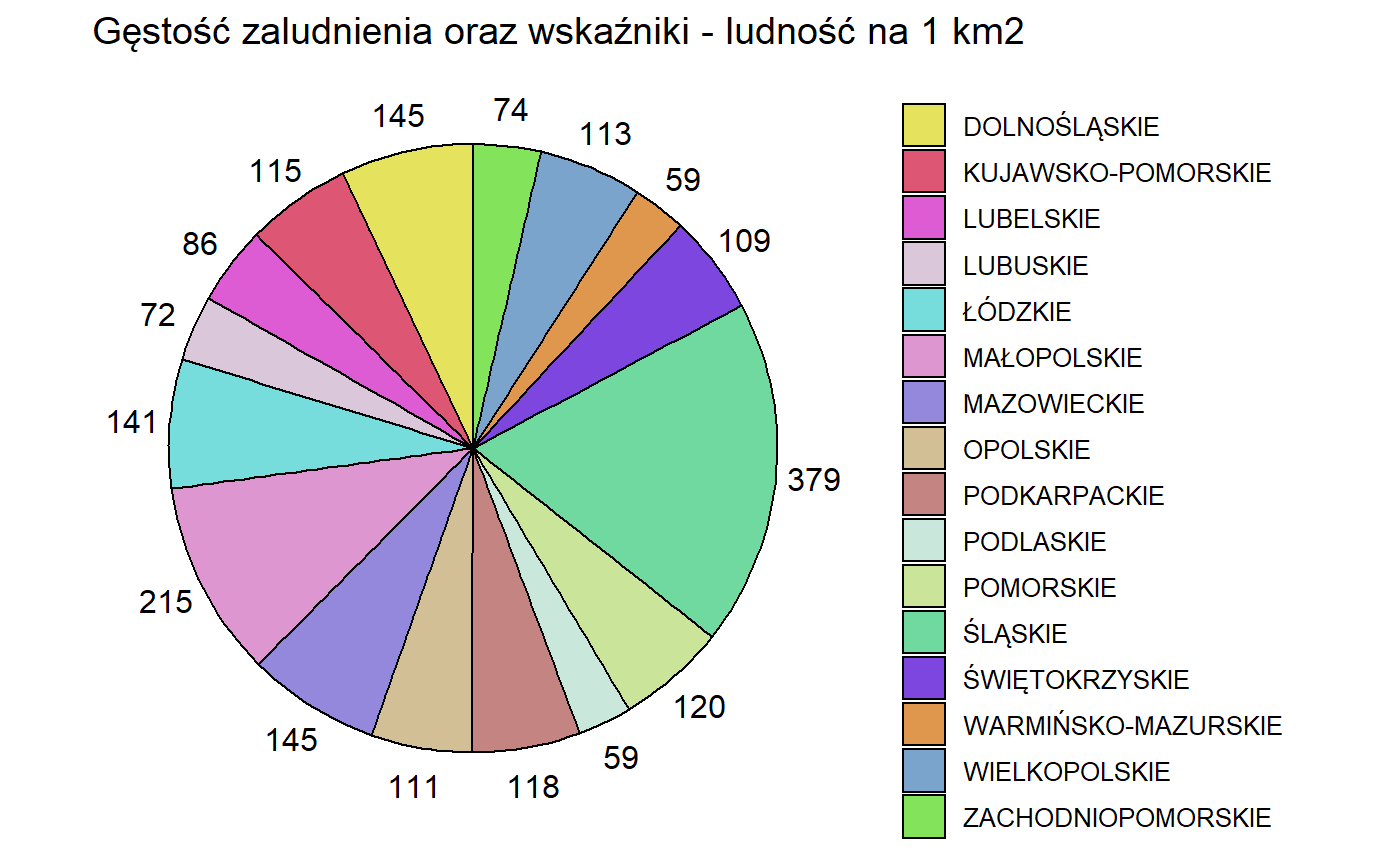 Gęstość zaludnienia oraz wskaźniki - ludność na 1 km2
145
74
113
115
59
86
109
72
141
379
215
120
145
59
111
118
DOLNOŚLĄSKIE
KUJAWSKO-POMORSKIE
LUBELSKIE
LUBUSKIE
ŁÓDZKIE
MAŁOPOLSKIE
MAZOWIECKIE
OPOLSKIE
PODKARPACKIE
PODLASKIE
POMORSKIE
ŚLĄSKIE
ŚWIĘTOKRZYSKIE
WARMIŃSKO-MAZURSKIE
WIELKOPOLSKIE
ZACHODNIOPOMORSKIE